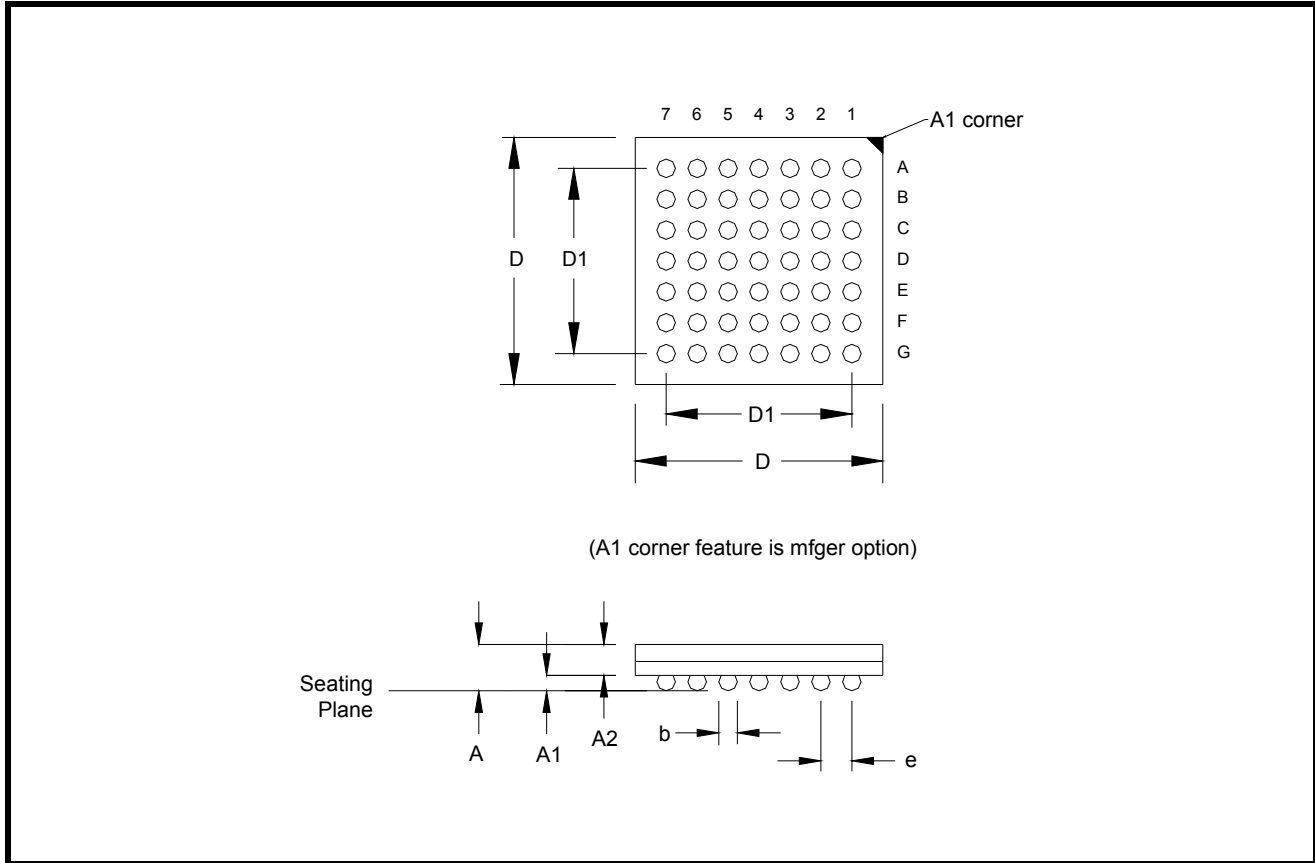 7 6 5 4 3 2 1
A1 corner
A
B
C
D
E
F
G
D
D1
D1
D
(A1 corner feature is mfger option)
Seating
Plane
A
A1
A2
b
e